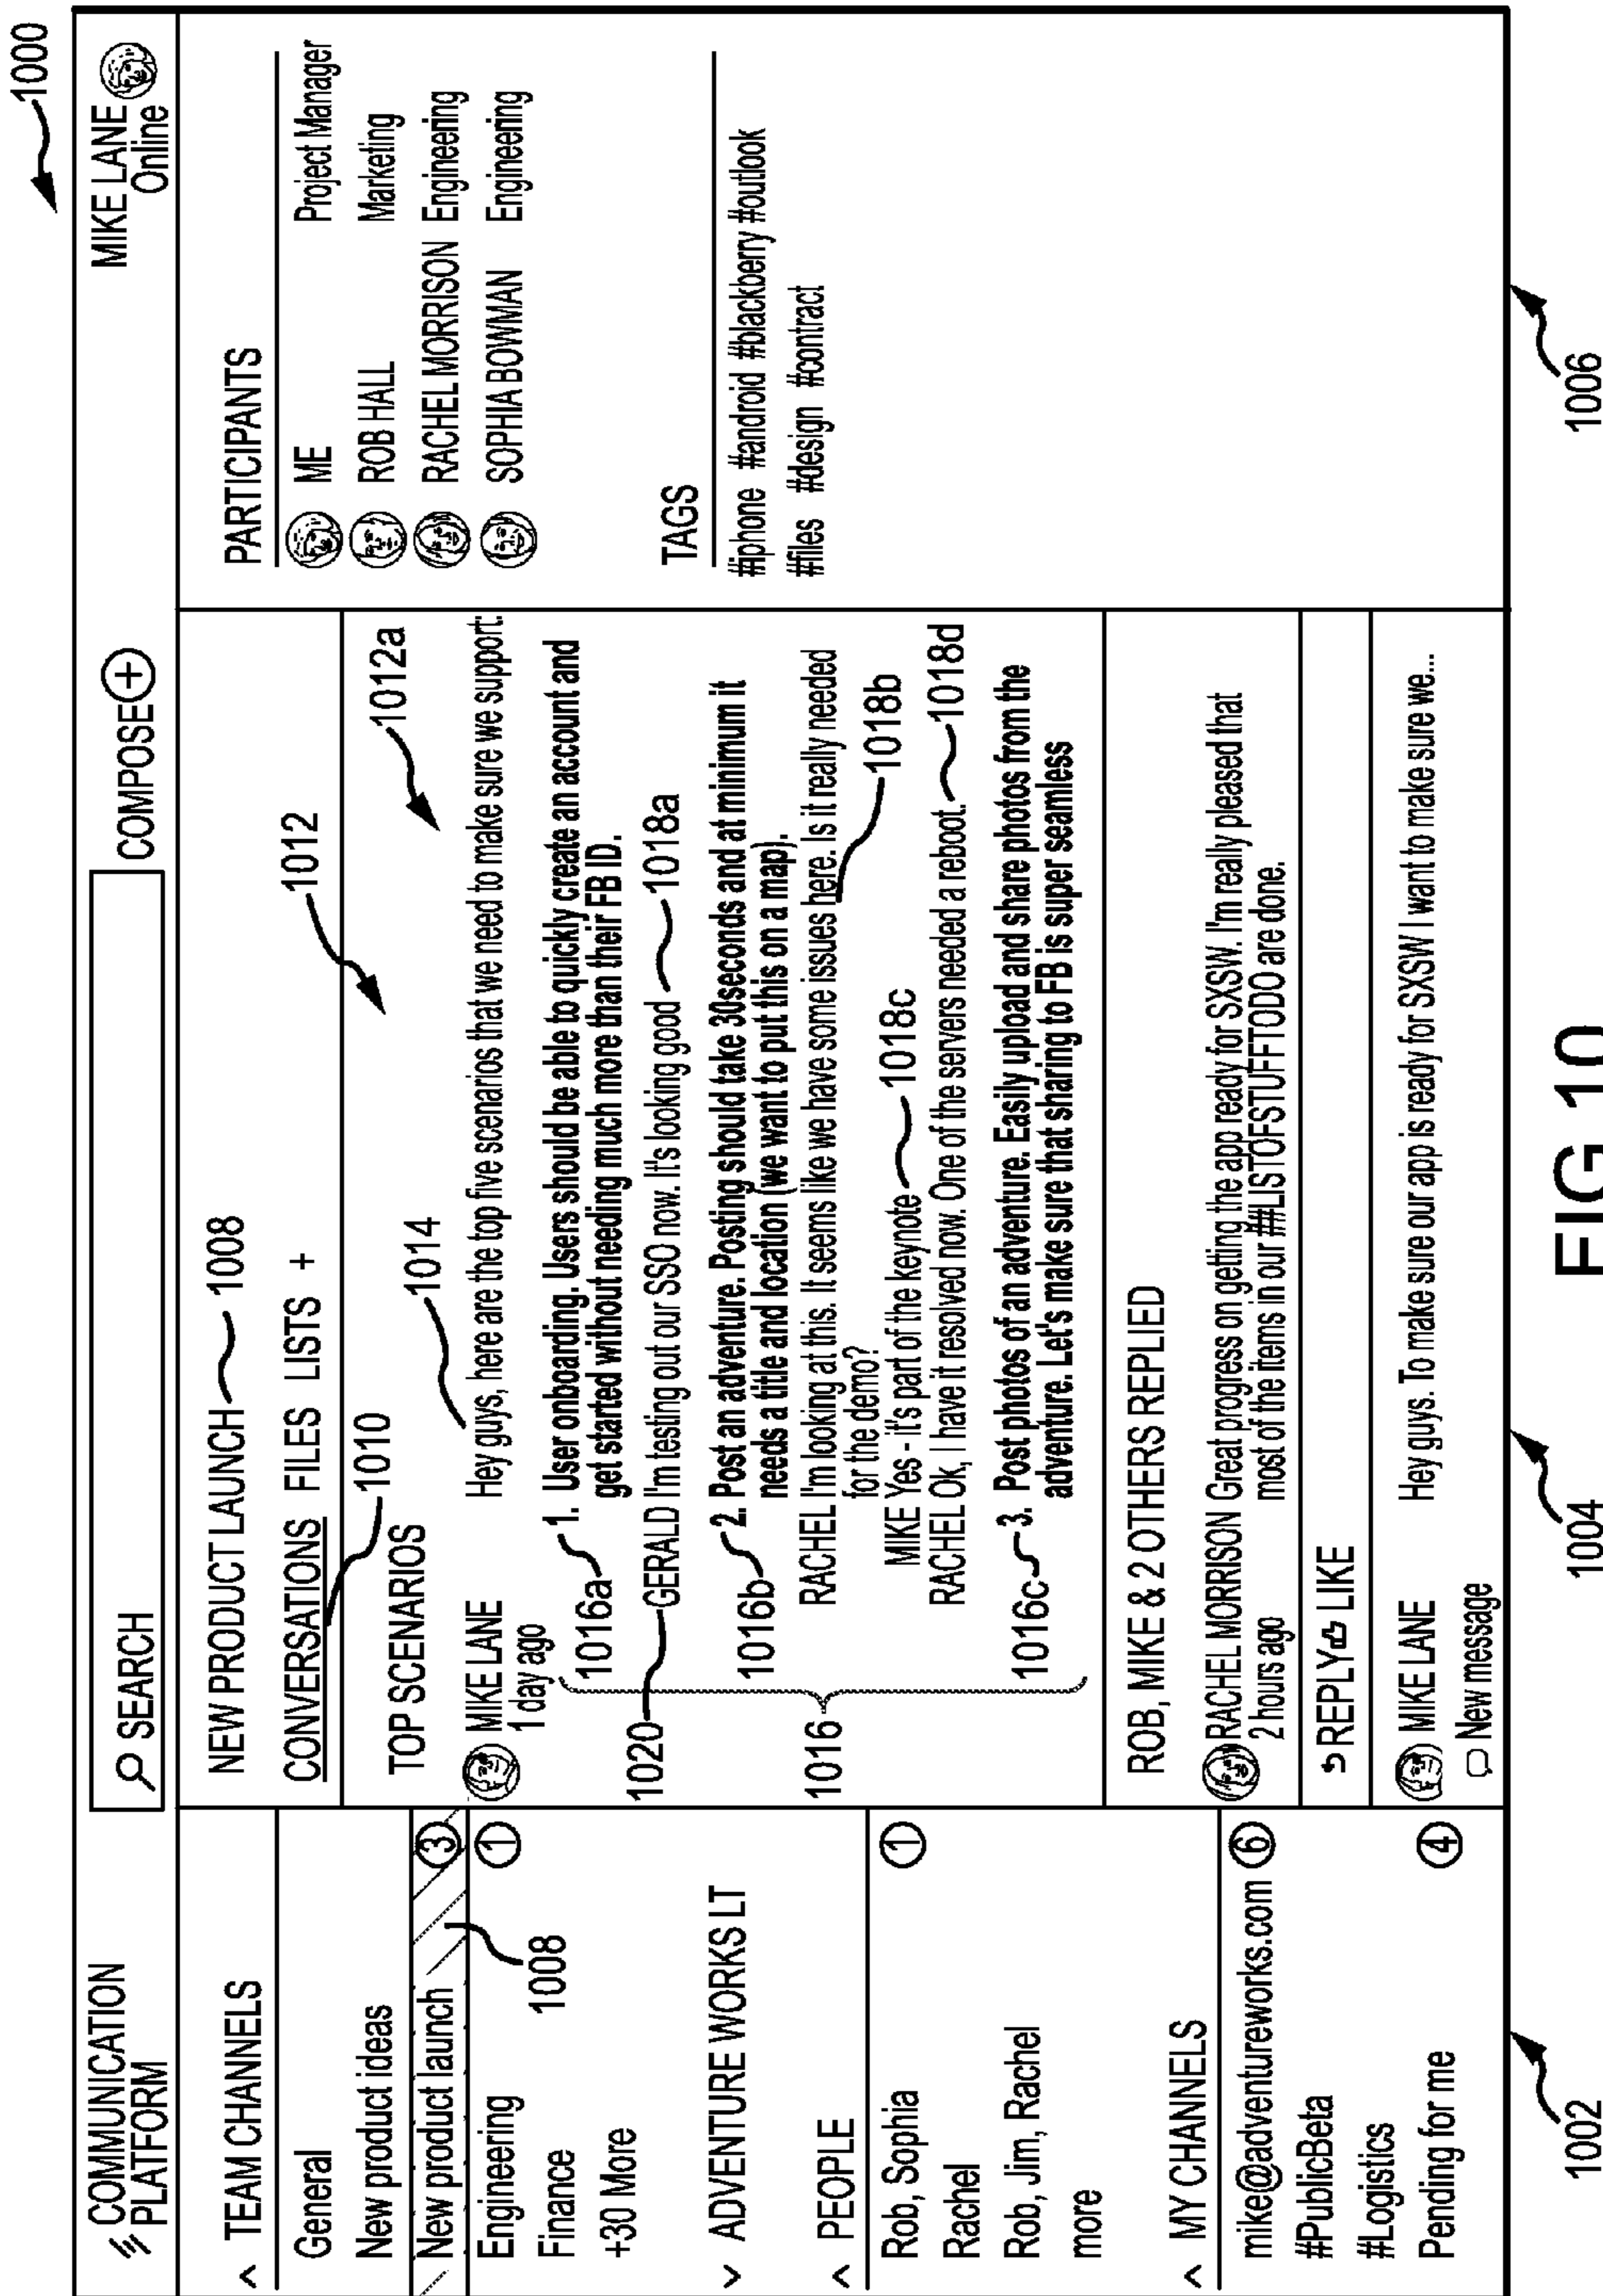 1000
COMMUNICATION
PLATFORM
SEARCH
COMPOSE +
MIKE LANE
Online
^ TEAM CHANNELS
General
New product ideas
New product launch 3
1008
Engineering 1
Finance
+30 More
v ADVENTURE WORKS LT
^ PEOPLE
Rob, Sophia 1
Rachel
Rob, Jim, Rachel
more
^ MY CHANNELS
mike@adventureworks.com 6
#PublicBeta
#Logistics
Pending for me 4
1002
NEW PRODUCT LAUNCH 1008
CONVERSATIONS FILES LISTS +
1010
1012
TOP SCENARIOS
1014
1012a
MIKE LANE Hey guys, here are the top five scenarios that we need to make sure we support:
1 day ago
1016a 1. User onboarding. Users should be able to quickly create an account and
get started without needing much more than their FB ID.
1020 GERALD I'm testing out our SSO now. It's looking good 1018a
1016b 2. Post an adventure. Posting should take 30seconds and at minimum it
needs a title and location (we want to put this on a map).
1016
RACHEL I'm looking at this. It seems like we have some issues here. Is it really needed
for the demo?
1018b
MIKE Yes - it's part of the keynote 1018c
RACHEL Ok, I have it resolved now. One of the servers needed a reboot. 1018d
1016c 3. Post photos of an adventure. Easily upload and share photos from the
adventure. Let's make sure that sharing to FB is super seamless
ROB, MIKE & 2 OTHERS REPLIED
RACHEL MORRISON Great progress on getting the app ready for SXSW. I'm really pleased that
2 hours ago most of the items in our ##LISTOFSTUFFTODO are done.
REPLY LIKE
MIKE LANE Hey guys. To make sure our app is ready for SXSW I want to make sure we...
New message
1004
PARTICIPANTS
ME Project Manager
ROB HALL Marketing
RACHEL MORRISON Engineering
SOPHIA BOWMAN Engineering
TAGS
#iphone #android #blackberry #outlook
#files #design #contract
1006
FIG 10